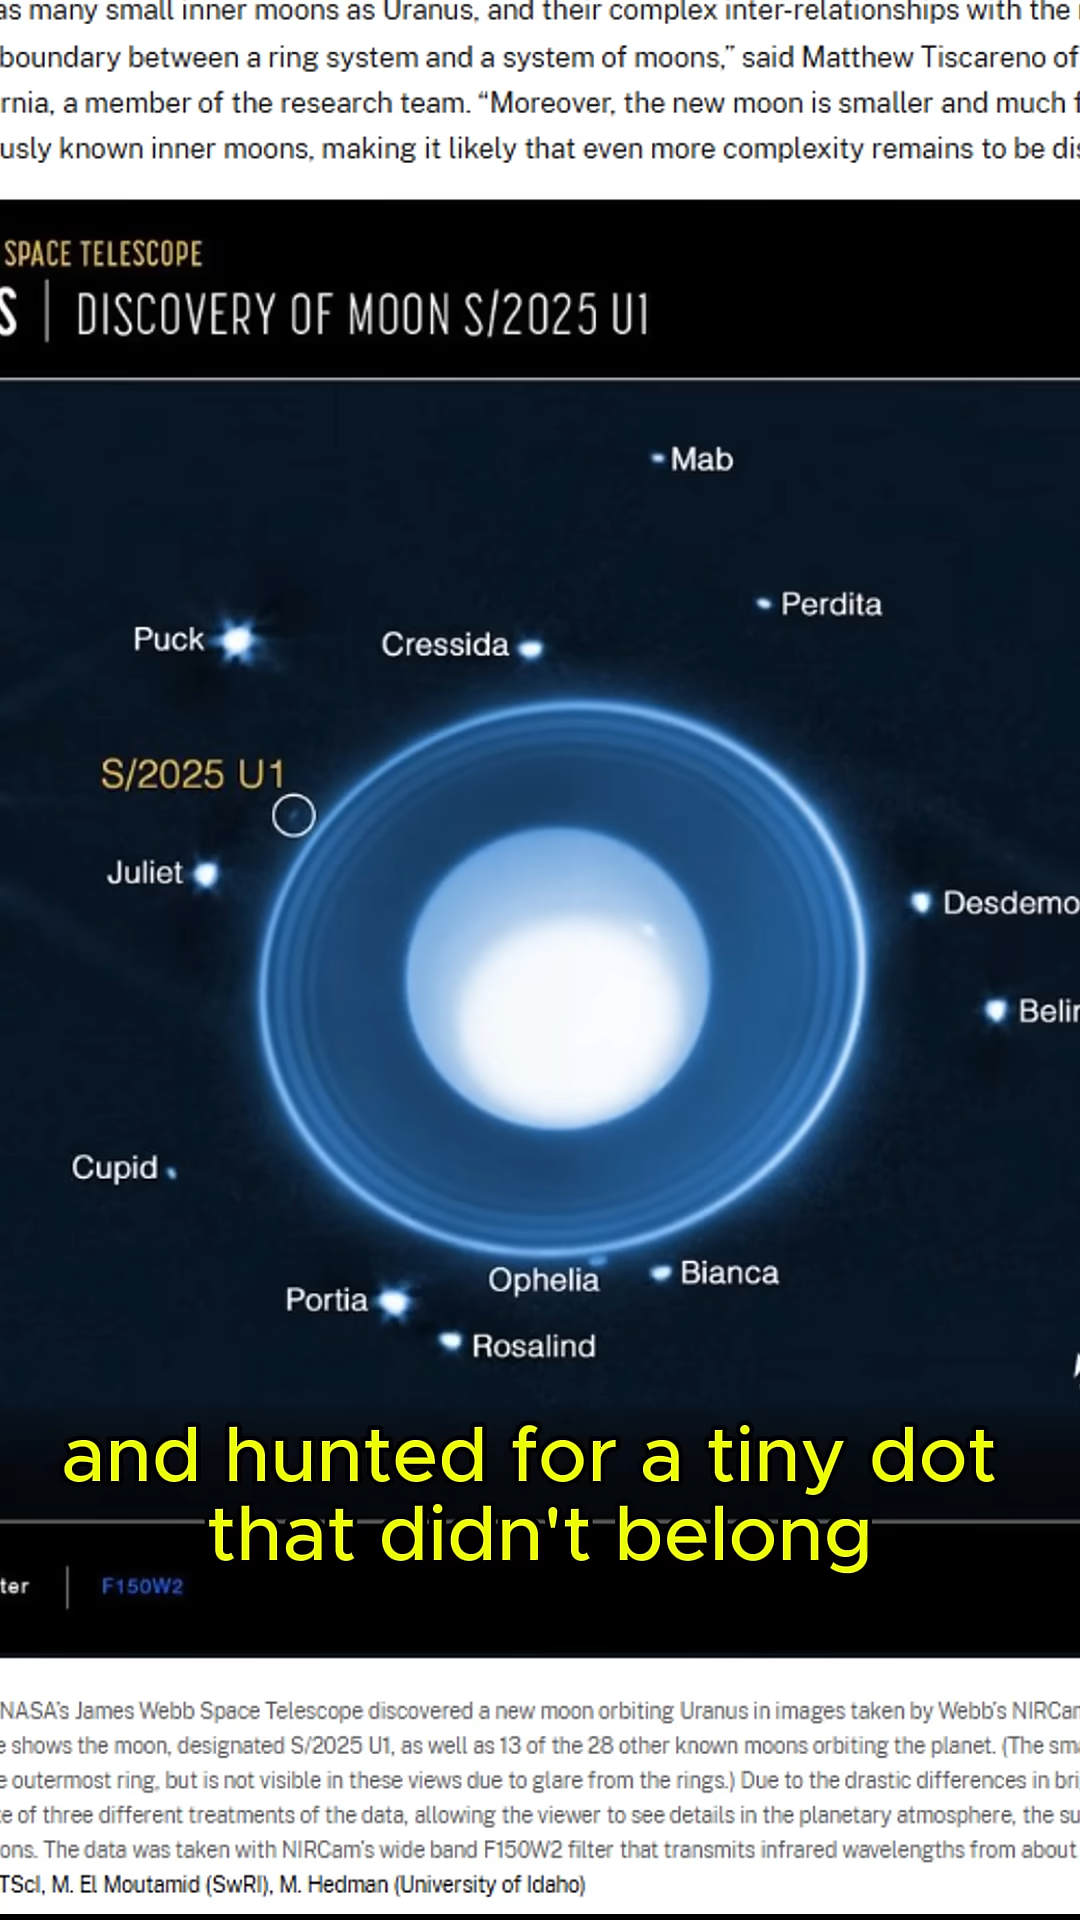 as many small inner moons as Uranus, and their complex inter-relationships with the
boundary between a ring system and a system of moons,” said Matthew Tiscareno of
rnia, a member of the research team. “Moreover, the new moon is smaller and much f
usly known inner moons, making it likely that even more complexity remains to be dis
SPACE TELESCOPE
S | DISCOVERY OF MOON S/2025 U1
Mab
Perdita
Puck
Cressida
S/2025 U1
Juliet
Desdemo
Belin
Cupid
Ophelia
Bianca
Portia
Rosalind
and hunted for a tiny dot
that didn't belong
ter | F150W2
NASA's James Webb Space Telescope discovered a new moon orbiting Uranus in images taken by Webb's NIRCam
e shows the moon, designated S/2025 U1, as well as 13 of the 28 other known moons orbiting the planet. (The sma
e outermost ring, but is not visible in these views due to glare from the rings.) Due to the drastic differences in bri
te of three different treatments of the data, allowing the viewer to see details in the planetary atmosphere, the su
ons. The data was taken with NIRCam's wide band F150W2 filter that transmits infrared wavelengths from about
TScI, M. El Moutamid (SwRI), M. Hedman (University of Idaho)